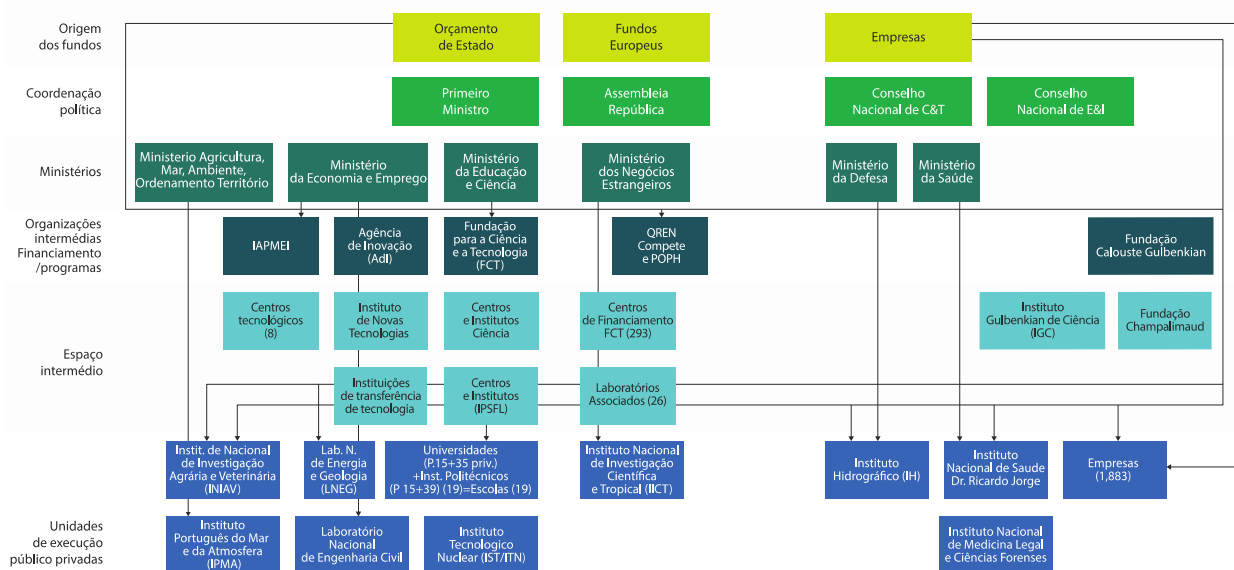 Origem
dos fundos
Orçamento
de Estado
Fundos
Europeus
Empresas
Coordenação
política
Primeiro
Ministro
Assembleia
República
Conselho
Nacional de C&T
Conselho
Nacional de E&I
Ministérios
Ministerio Agricultura,
Mar, Ambiente,
Ordenamento Território
Ministério
da Economia e Emprego
Ministério
da Educação
e Ciência
Ministério
dos Negócios
Estrangeiros
Ministério
da Defesa
Ministério
da Saúde
Organizações
intermédias
Financiamento
/programas
IAPMEI
Agência
de Inovação
(AdI)
Fundação
para a Ciência
e a Tecnologia
(FCT)
QREN
Compete
e POPH
Fundação
Calouste Gulbenkian
Espaço
intermédio
Centros
tecnológicos
(8)
Instituto
de Novas
Tecnologias
Centros
e Institutos
Ciência
Centros
de Financiamento
FCT (293)
Instituto
Gulbenkian de Ciência
(IGC)
Fundação
Champalimaud
Instituições
de transferência
de tecnologia
Centros
e Institutos
(IPSFL)
Laboratórios
Associados (26)
Instit. de Nacional
de Investigação
Agrária e Veterinária
(INIAV)
Lab. N.
de Energia
e Geologia
(LNEG)
Universidades
(P.15+35 priv.)
+Inst. Politécnicos
(P 15+39) (19)=Escolas (19)
Instituto Nacional
de Investigação
Científica
e Tropical (IICT)
Instituto
Hidrográfico (IH)
Instituto
Nacional de Saude
Dr. Ricardo Jorge
Empresas
(1,883)
Unidades
de execução
público privadas
Instituto
Português do Mar
e da Atmosfera
(IPMA)
Laboratório
Nacional
de Engenharia Civil
Instituto
Tecnologico
Nuclear (IST/ITN)
Instituto Nacional
de Medicina Legal
e Ciências Forenses